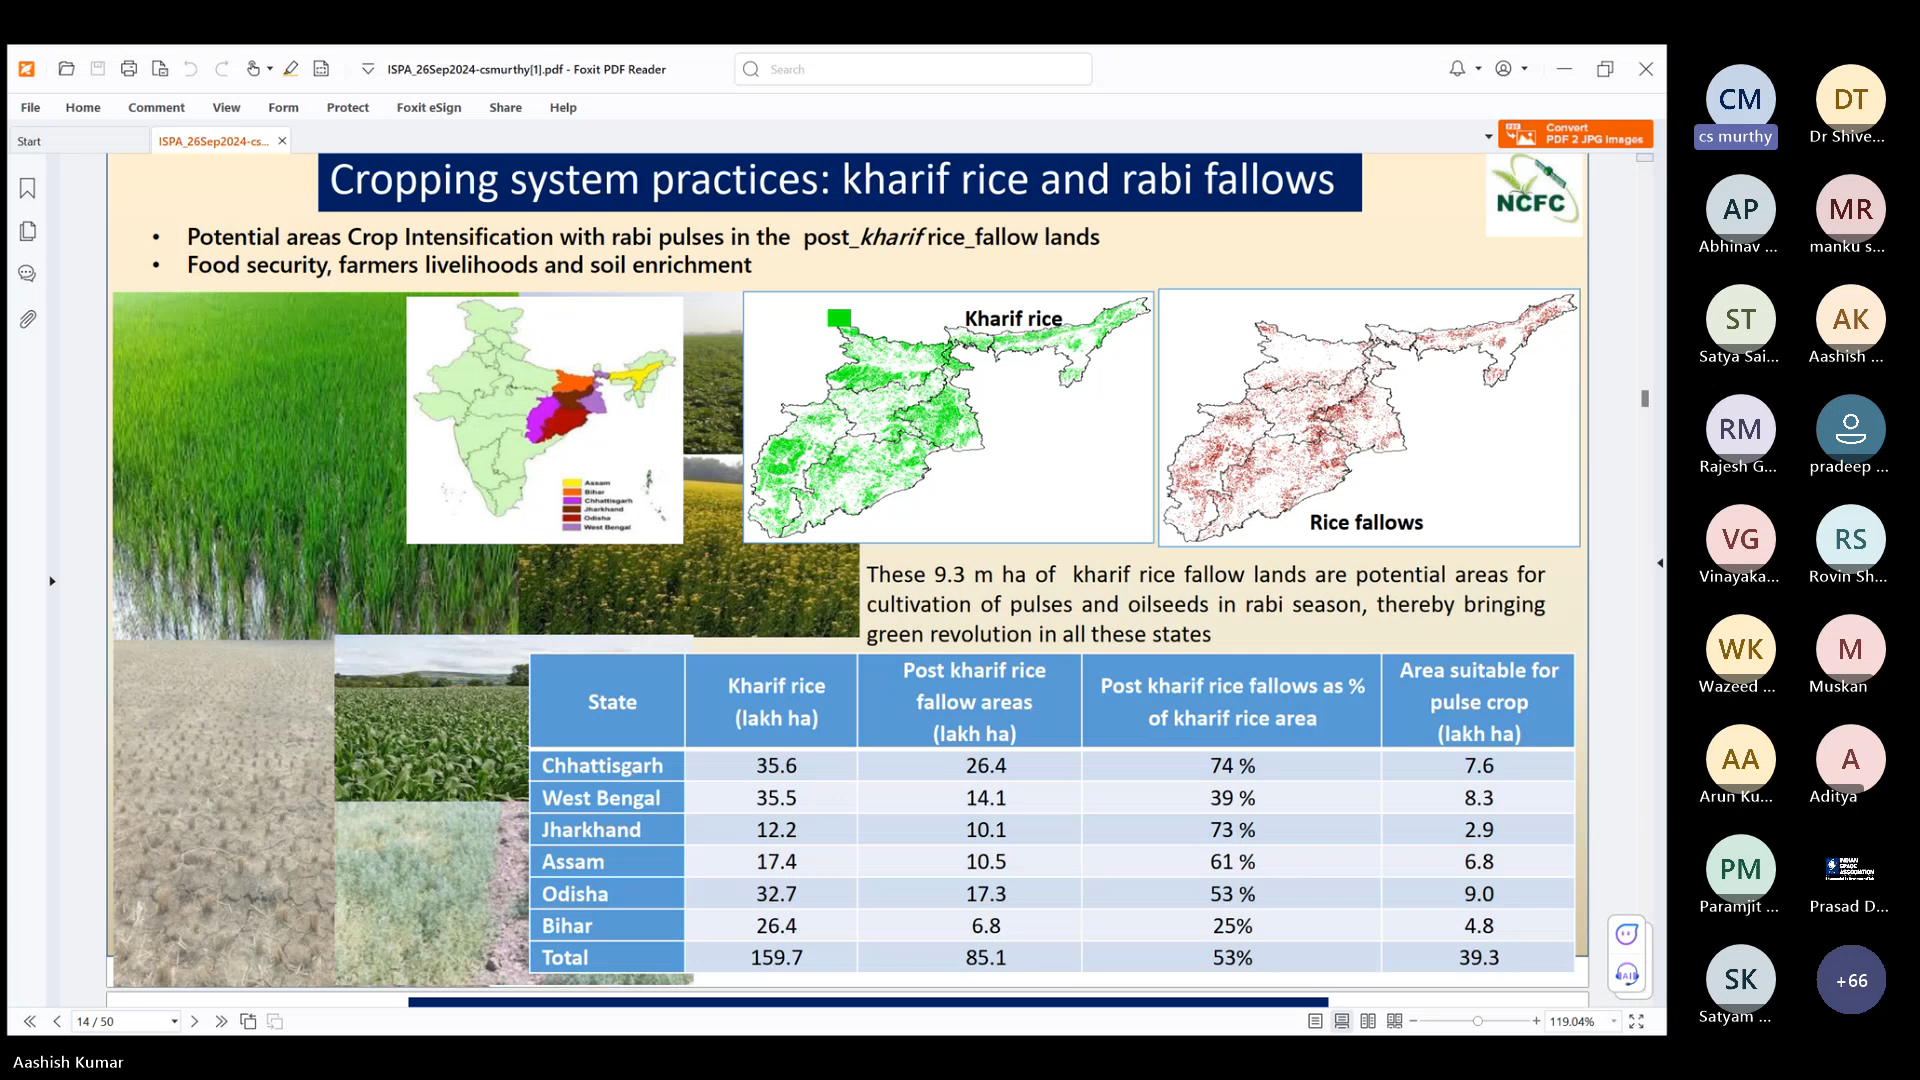 ISPA_26Sep2024-csmurthy[1].pdf - Foxit PDF Reader
Search
File Home Comment View Form Protect Foxit eSign Share Help
Start
ISPA_26Sep2024-cs...
Convert
PDF 2 JPG Images
Cropping system practices: kharif rice and rabi fallows
NCFC
• Potential areas Crop Intensification with rabi pulses in the post_kharif rice_fallow lands
• Food security, farmers livelihoods and soil enrichment
Assam
Bihar
Chhattisgarh
Jharkhand
Odisha
West Bengal
Kharif rice
Rice fallows
These 9.3 m ha of kharif rice fallow lands are potential areas for
cultivation of pulses and oilseeds in rabi season, thereby bringing
green revolution in all these states
State Kharif rice (lakh ha) Post kharif rice fallow areas (lakh ha) Post kharif rice fallows as % of kharif rice area Area suitable for pulse crop (lakh ha)
Chhattisgarh 35.6 26.4 74 % 7.6
West Bengal 35.5 14.1 39 % 8.3
Jharkhand 12.2 10.1 73 % 2.9
Assam 17.4 10.5 61 % 6.8
Odisha 32.7 17.3 53 % 9.0
Bihar 26.4 6.8 25% 4.8
Total 159.7 85.1 53% 39.3
14 / 50
119.04%
Aashish Kumar
CM
cs murthy
DT
Dr Shive...
AP
Abhinav ...
MR
manku s...
ST
Satya Sai...
AK
Aashish ...
RM
Rajesh G...
pradeep ...
VG
Vinayaka...
RS
Rovin Sh...
WK
Wazeed ...
M
Muskan
AA
Arun Ku...
A
Aditya
PM
Paramjit ...
INDIAN
SPACE
ASSOCIATION
Prasad D...
SK
Satyam ...
+66